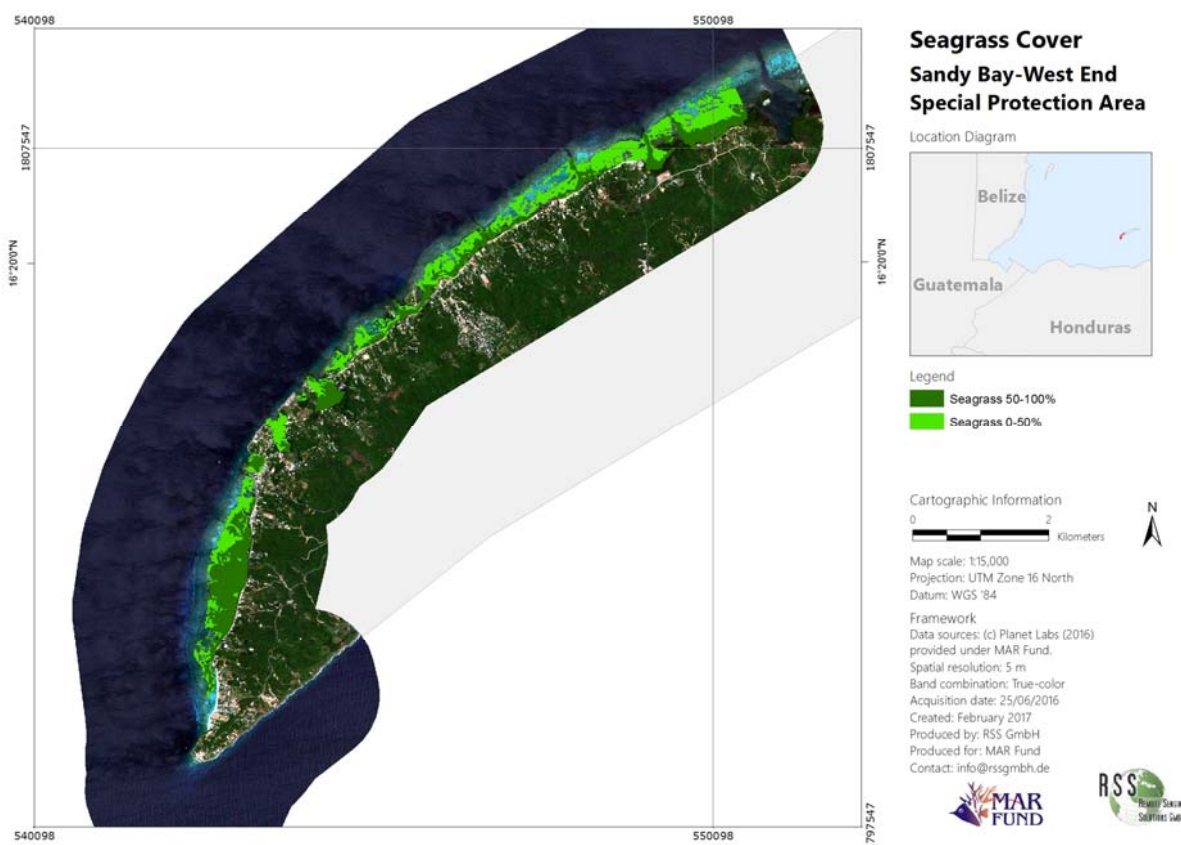 540098
550098
1807547
1807547
16°20'0"N
16°20'0"N
540098
550098
797547
Seagrass Cover
Sandy Bay-West End
Special Protection Area
Location Diagram
Belize
Guatemala
Honduras
Legend
Seagrass 50-100%
Seagrass 0-50%
Cartographic Information
0 2
Kilometers
N
Map scale: 1:15,000
Projection: UTM Zone 16 North
Datum: WGS '84
Framework
Data sources: (c) Planet Labs (2016)
provided under MAR Fund.
Spatial resolution: 5 m
Band combination: True-color
Acquisition date: 25/06/2016
Created: February 2017
Produced by: RSS GmbH
Produced for: MAR Fund
Contact: info@rssgmbh.de
MAR
FUND
RSS
Remote Sensing
Solutions GmbH